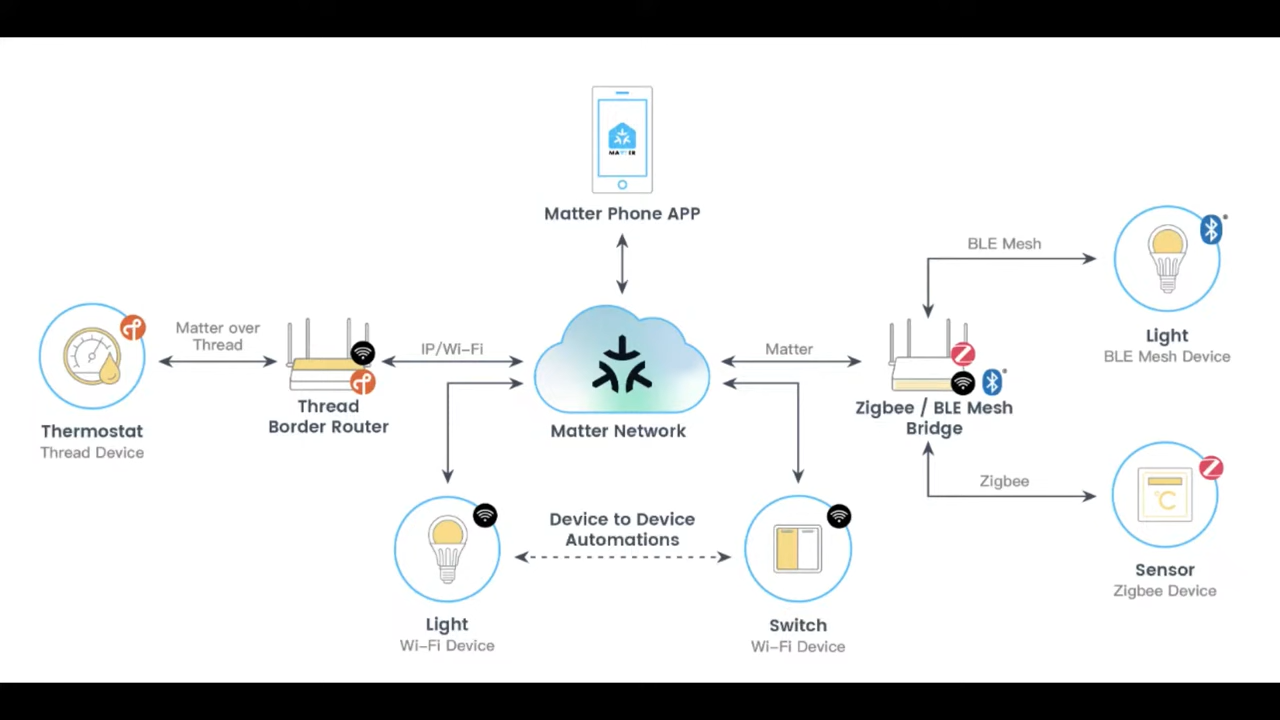 MATTER
Matter Phone APP
BLE Mesh
Light
BLE Mesh Device
Matter over
Thread
IP/Wi-Fi
Matter
Thermostat
Thread Device
Thread
Border Router
Matter Network
Zigbee / BLE Mesh
Bridge
Zigbee
°C
Sensor
Zigbee Device
Device to Device
Automations
Light
Wi-Fi Device
Switch
Wi-Fi Device